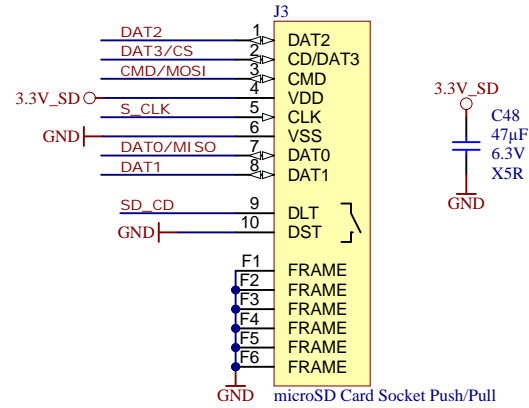 J3
DAT2 1 DAT2
DAT3/CS 2 CD/DAT3
CMD/MOSI 3 CMD
3.3V_SD 4 VDD
S_CLK 5 CLK
GND 6 VSS
DAT0/MISO 7 DAT0
DAT1 8 DAT1
SD_CD 9 DLT
GND 10 DST
F1 FRAME
F2 FRAME
F3 FRAME
F4 FRAME
F5 FRAME
F6 FRAME
GND
microSD Card Socket Push/Pull
3.3V_SD
C48
47µF
6.3V
X5R
GND